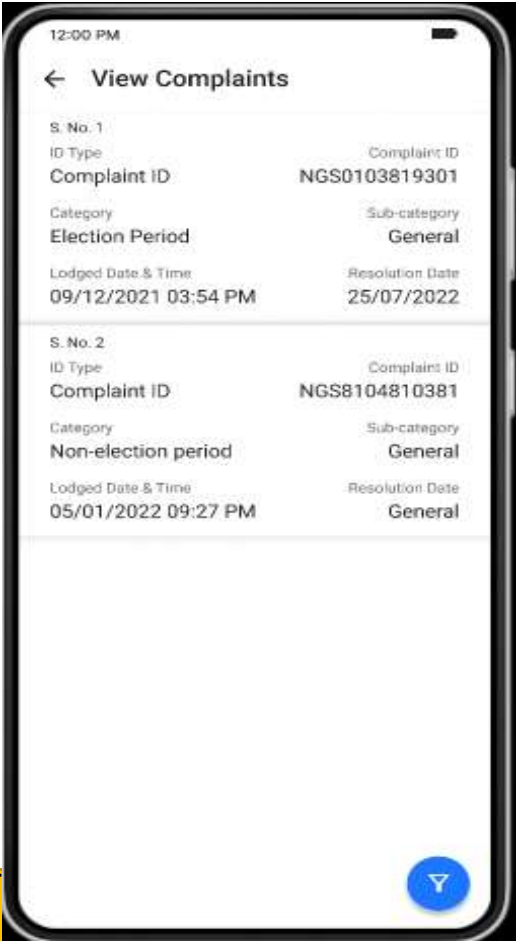 12:00 PM
View Complaints
S. No. 1
ID Type Complaint ID
Complaint ID NGS0103819301
Category Sub-category
Election Period General
Lodged Date & Time Resolution Date
09/12/2021 03:54 PM 25/07/2022
S. No. 2
ID Type Complaint ID
Complaint ID NGS8104810381
Category Sub-category
Non-election period General
Lodged Date & Time Resolution Date
05/01/2022 09:27 PM General